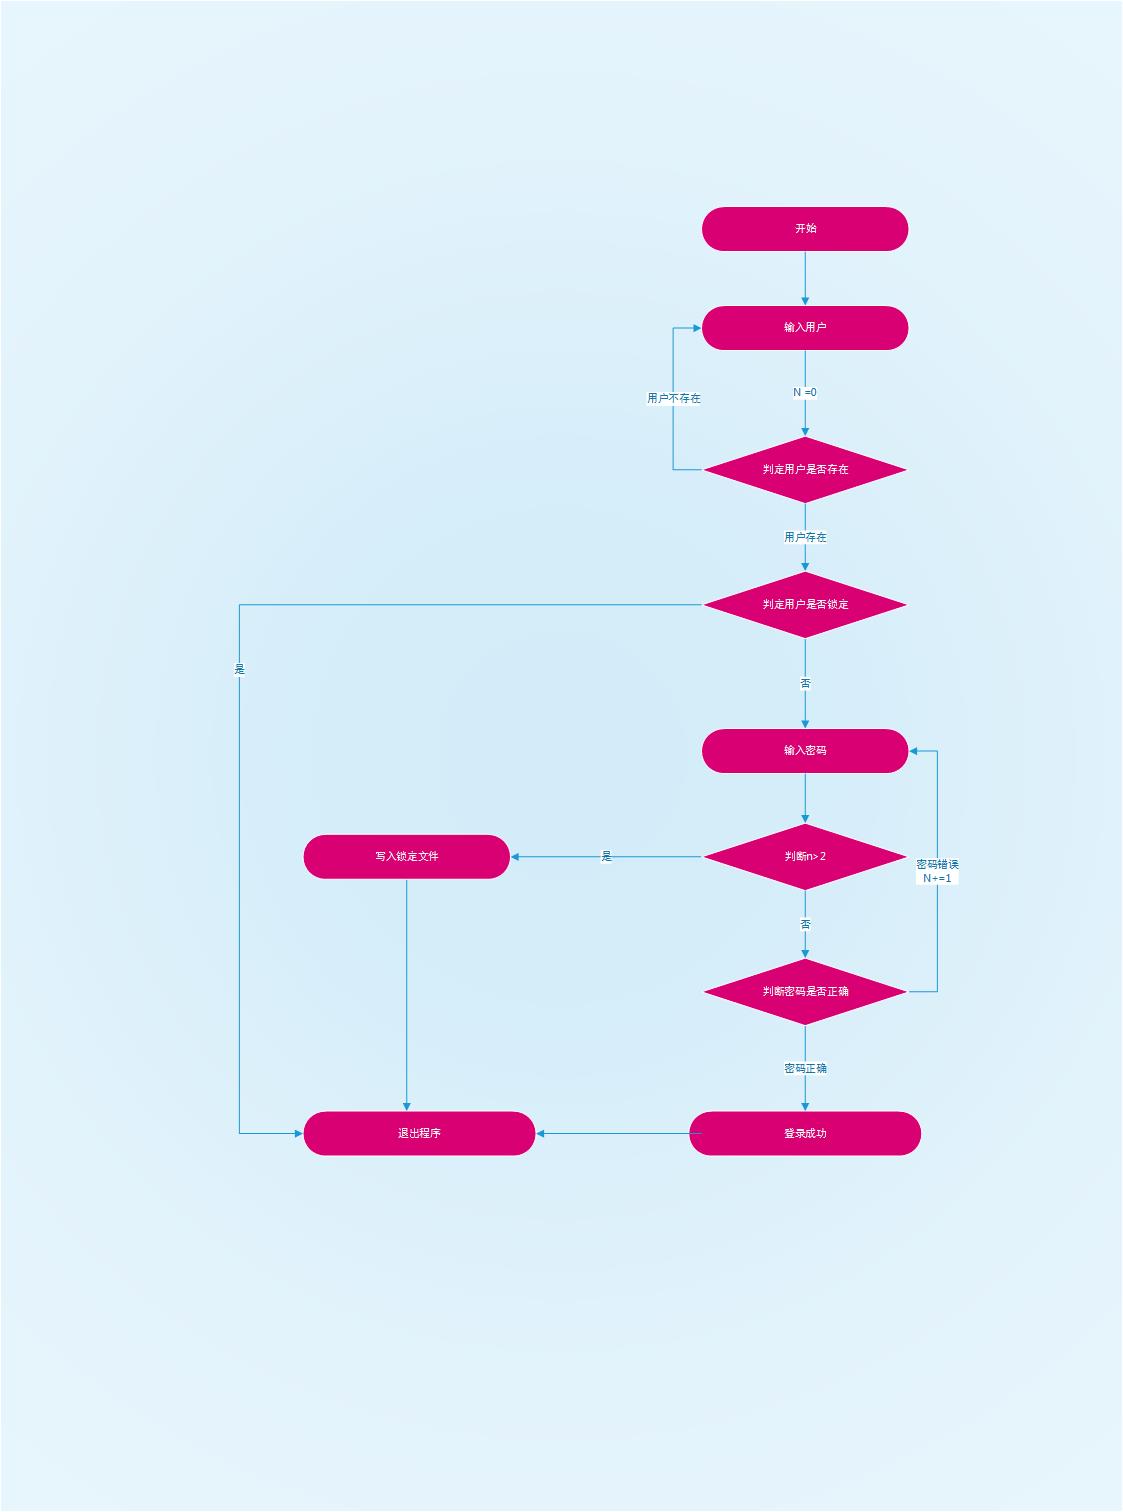 开始
输入用户
N =0
用户不存在
判定用户是否存在
用户存在
判定用户是否锁定
是
否
输入密码
判断n>2
是
写入锁定文件
密码错误
N+=1
否
判断密码是否正确
密码正确
退出程序
登录成功